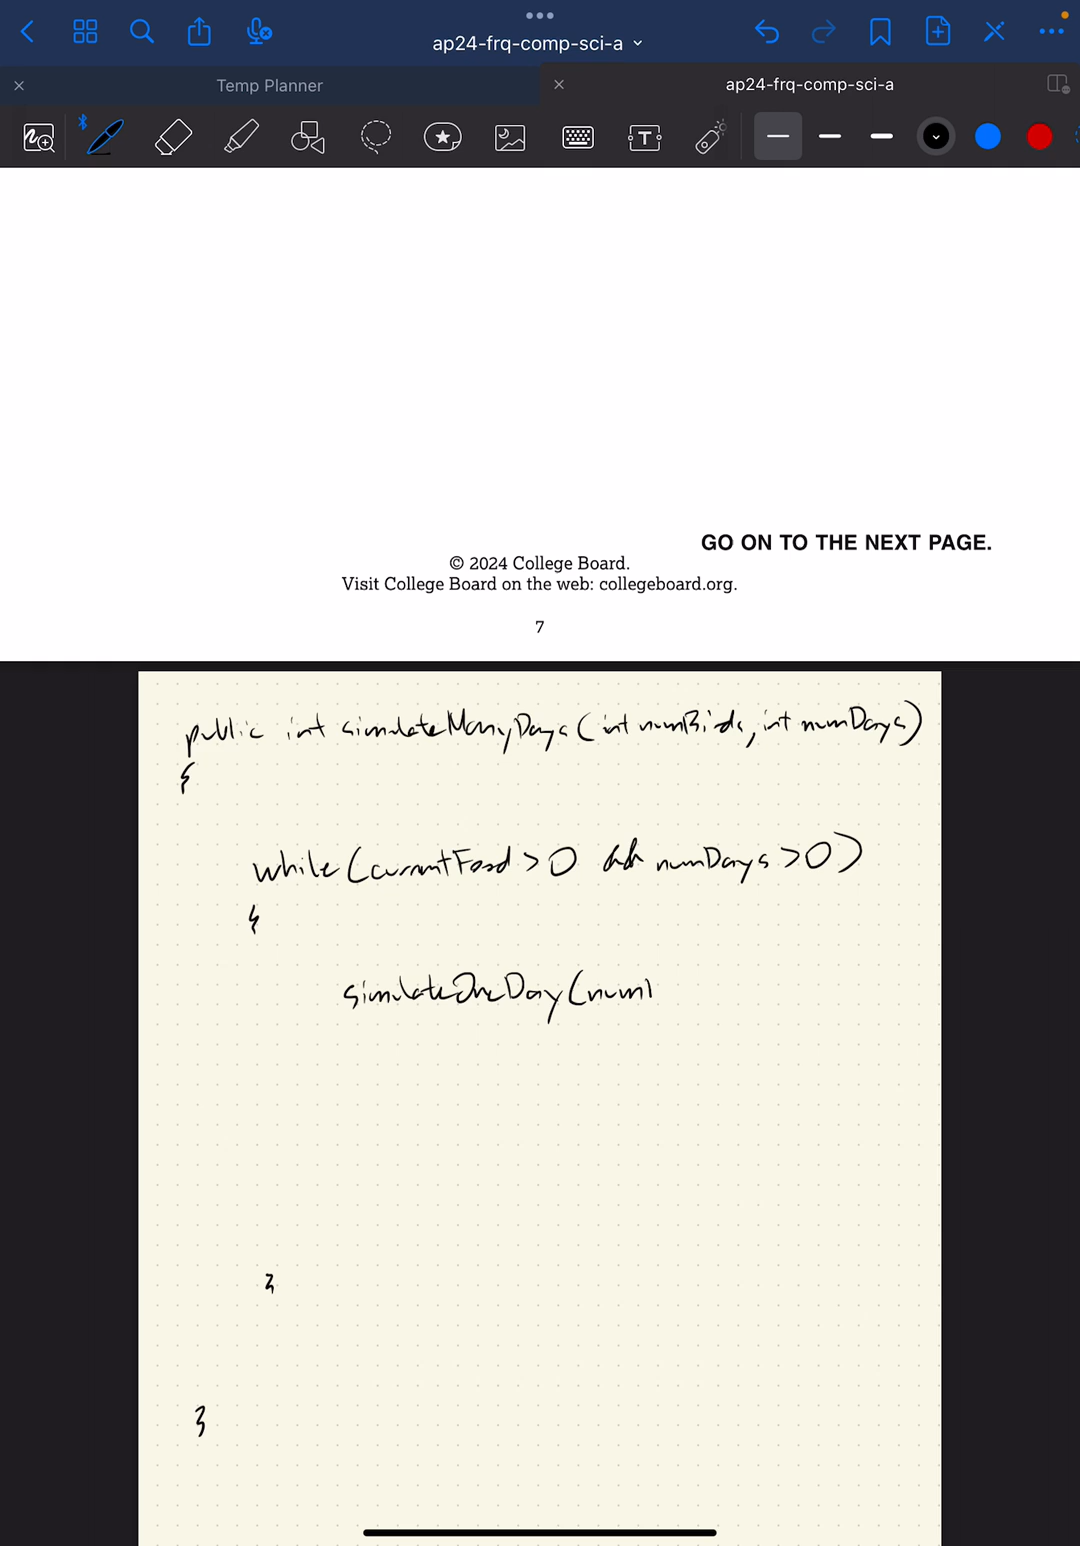 ap24-frq-comp-sci-a
Temp Planner
ap24-frq-comp-sci-a
T
GO ON TO THE NEXT PAGE.
© 2024 College Board.
Visit College Board on the web: collegeboard.org.
7
public int simulateManyDays(int numBirds, int numDays)
{
while(currentFood>0 && numDays>0)
{
simulateOneDay(num)
}
}